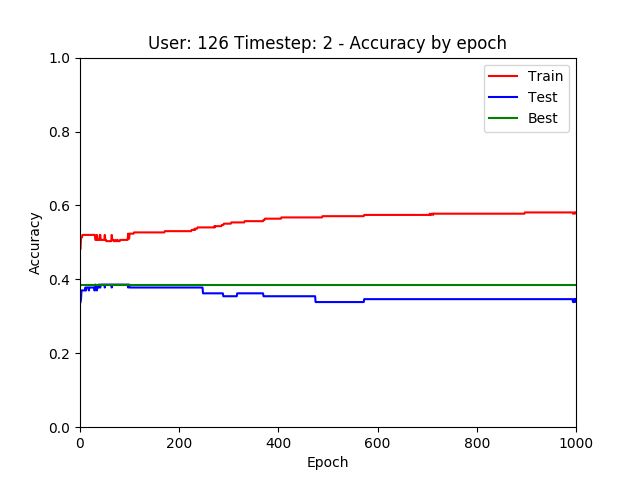 User: 126 Timestep: 2 - Accuracy by epoch
1.0
0.8
0.6
0.4
0.2
0.0
Accuracy
Train
Test
Best
0 200 400 600 800 1000
Epoch